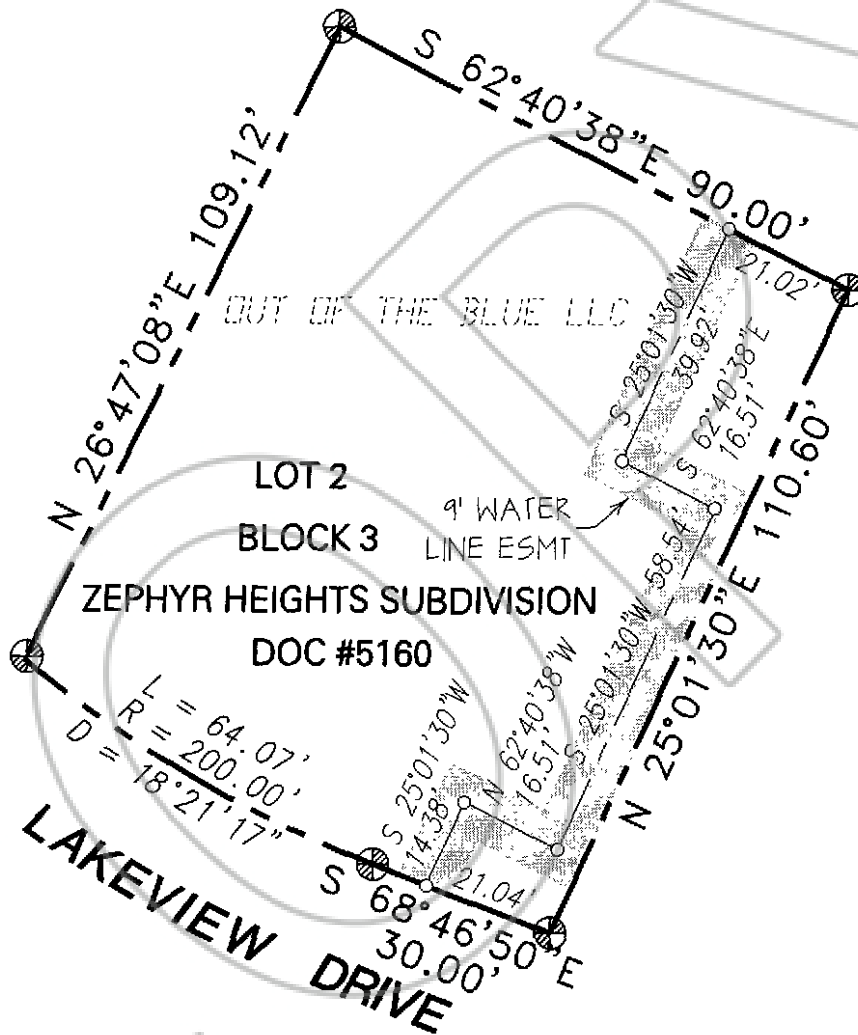 S 62°40'38"E 90.00'
21.02'
N 26°47'08"E 109.12'
OUT OF THE BLUE LLC
S 25°01'30"W
39.92'
S 62°40'38"E
16.51'
LOT 2
BLOCK 3
ZEPHYR HEIGHTS SUBDIVISION
DOC #5160
9' WATER
LINE ESMT
S 25°01'30"W 58.54'
N 25°01'30"E 110.60'
L = 64.07'
R = 200.00'
D = 18°21'17"
S 25°01'30"W
14.38'
N 62°40'38"W
16.51'
21.04'
S 68°46'50"E
30.00'
LAKEVIEW DRIVE